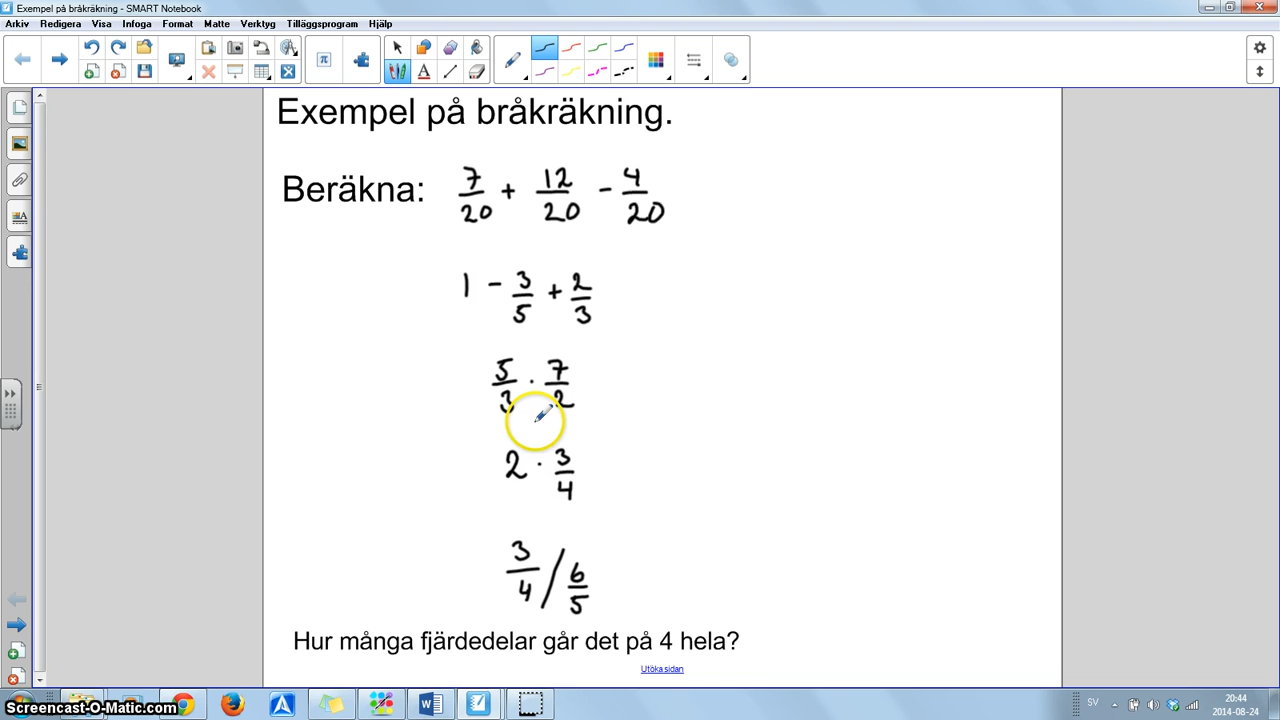 Exempel på bråkräkning - SMART Notebook
Arkiv Redigera Visa Infoga Format Matte Verktyg Tilläggsprogram Hjälp
Exempel på bråkräkning.
Beräkna: 7/20 + 12/20 - 4/20
1 - 3/5 + 2/3
5/3 · 7/2
2 · 3/4
3/4 / 6/5
Hur många fjärdedelar går det på 4 hela?
Utöka sidan
Screencast-O-Matic.com
SV
20:44
2014-08-24